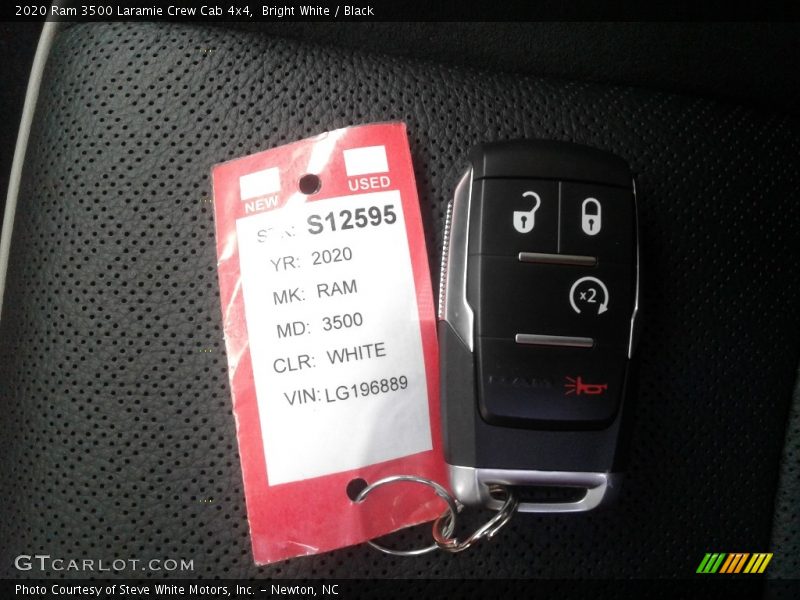 2020 Ram 3500 Laramie Crew Cab 4x4,  Bright White / Black
NEW
USED
STK: S12595
YR: 2020
MK: RAM
MD: 3500
CLR: WHITE
VIN: LG196889
x2
GTCARLOT.COM
Photo Courtesy of Steve White Motors, Inc. – Newton, NC